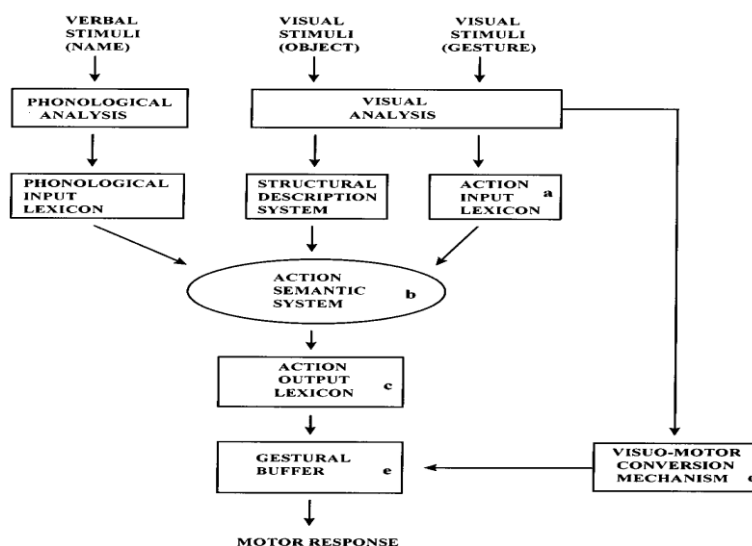 VERBAL
STIMULI
(NAME)
VISUAL
STIMULI
(OBJECT)
VISUAL
STIMULI
(GESTURE)
PHONOLOGICAL
ANALYSIS
VISUAL
ANALYSIS
PHONOLOGICAL
INPUT
LEXICON
STRUCTURAL
DESCRIPTION
SYSTEM
ACTION a
INPUT
LEXICON
ACTION
SEMANTIC b
SYSTEM
ACTION
OUTPUT
LEXICON c
GESTURAL
BUFFER e
VISUO-MOTOR
CONVERSION
MECHANISM
MOTOR RESPONSE